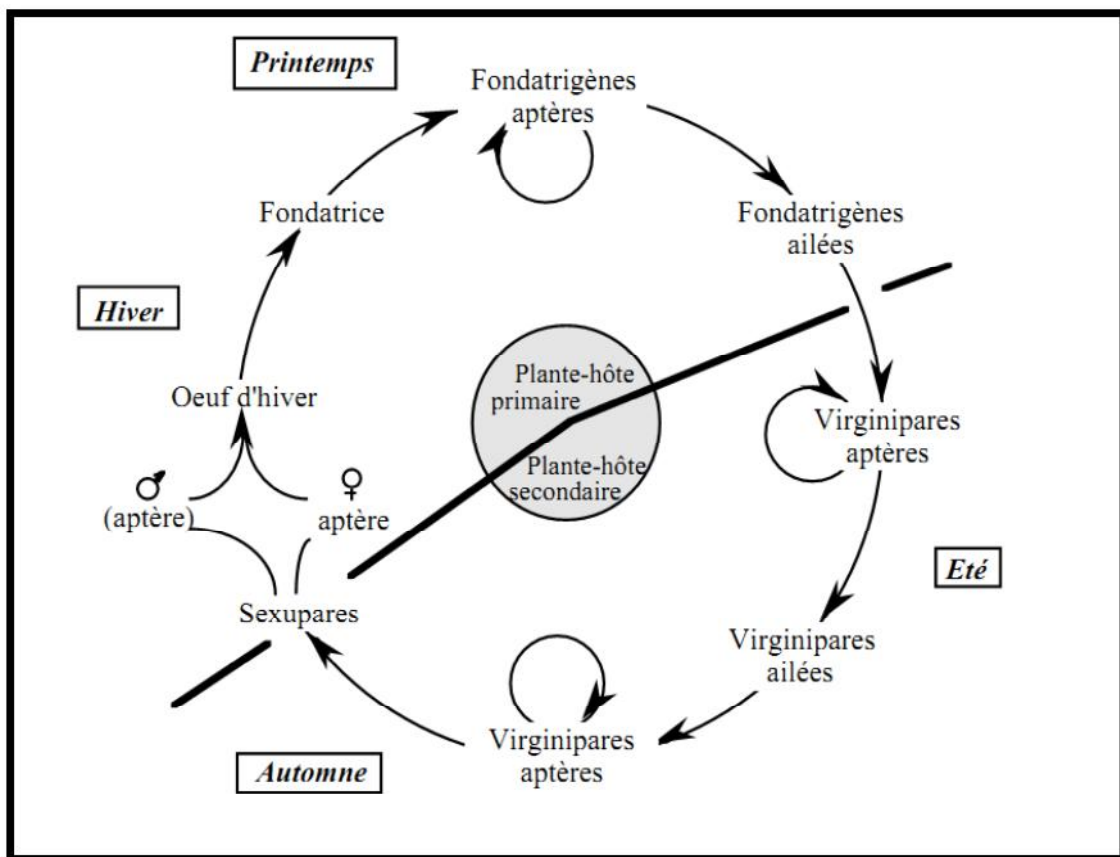 Printemps
Fondatrigènes
aptères
Fondatrice
Fondatrigènes
ailées
Hiver
Plante-hôte
primaire
Oeuf d'hiver
Virginipares
aptères
Plante-hôte
secondaire
♂
(aptère)
♀
aptère
Eté
Sexupares
Virginipares
ailées
Virginipares
aptères
Automne